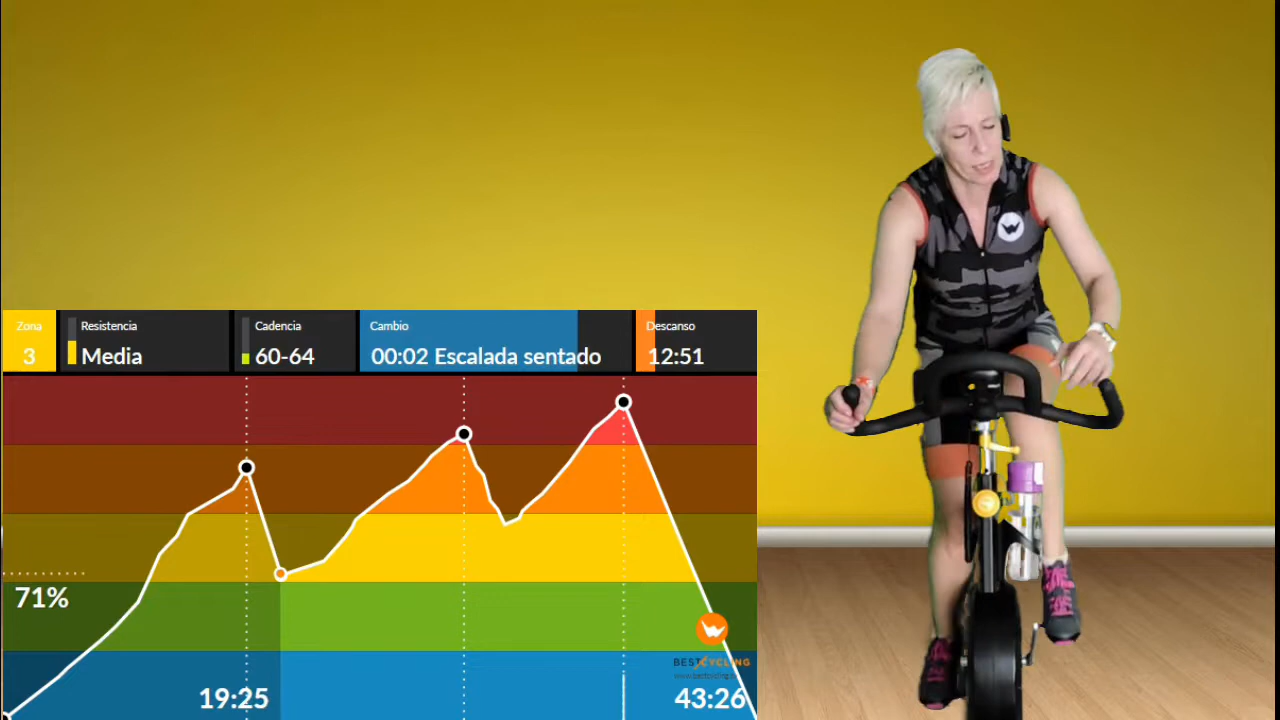 Zona
3
Resistencia
Media
Cadencia
60-64
Cambio
00:02 Escalada sentado
Descanso
12:51
71%
BESTCYCLING
19:25
43:26